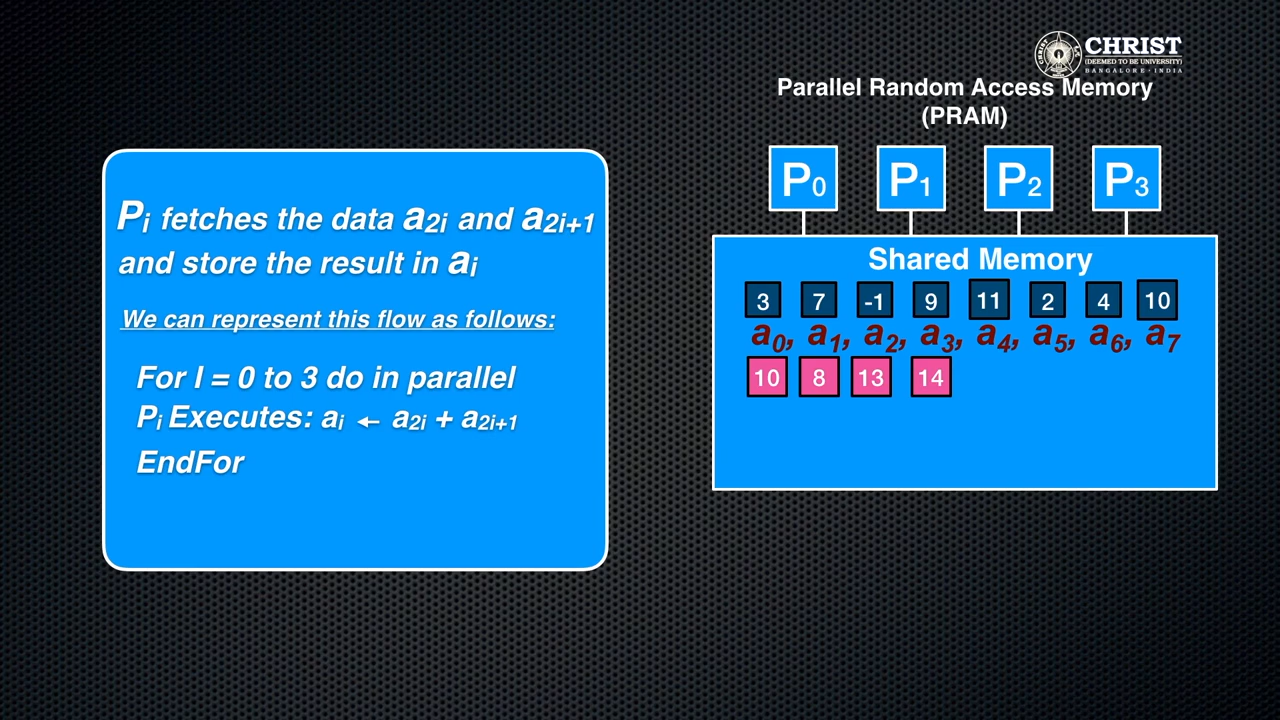 CHRIST
(DEEMED TO BE UNIVERSITY)
BANGALORE · INDIA
Parallel Random Access Memory
(PRAM)
P0 P1 P2 P3
Pi fetches the data a2i and a2i+1
and store the result in ai
We can represent this flow as follows:
For I = 0 to 3 do in parallel
Pi Executes: ai ← a2i + a2i+1
EndFor
Shared Memory
3 7 -1 9 11 2 4 10
a0, a1, a2, a3, a4, a5, a6, a7
10 8 13 14